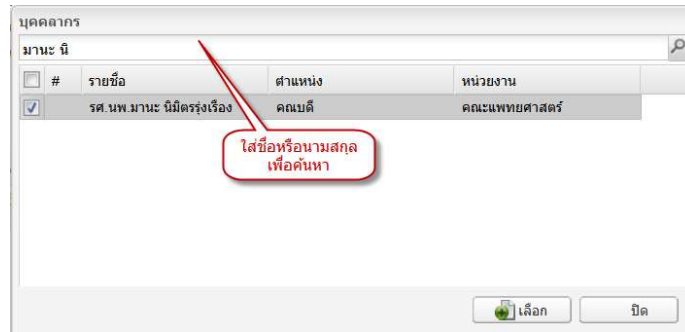 บุคคลากร
มานะ นิ
# รายชื่อ ตำแหน่ง หน่วยงาน
รศ.นพ.มานะ นิมิตรรุ่งเรือง คณบดี คณะแพทยศาสตร์
ใส่ชื่อหรือนามสกุล
เพื่อค้นหา
เลือก ปิด